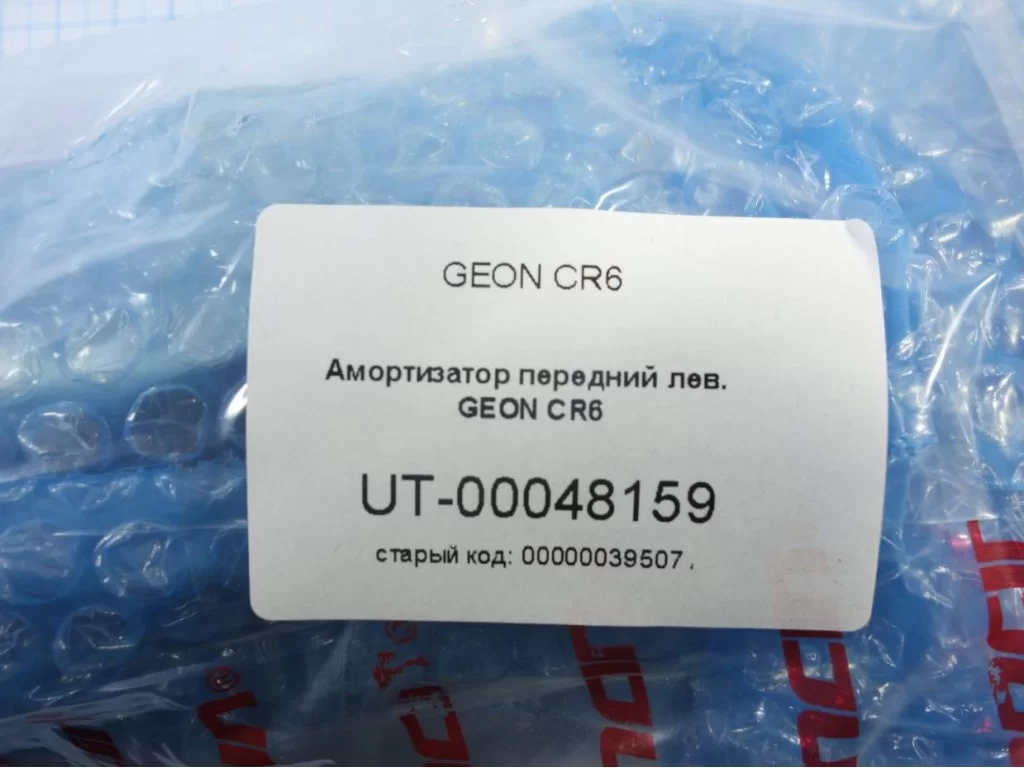 GEON CR6
Амортизатор передний лев.
GEON CR6
UT-00048159
старый код: 00000039507 ,